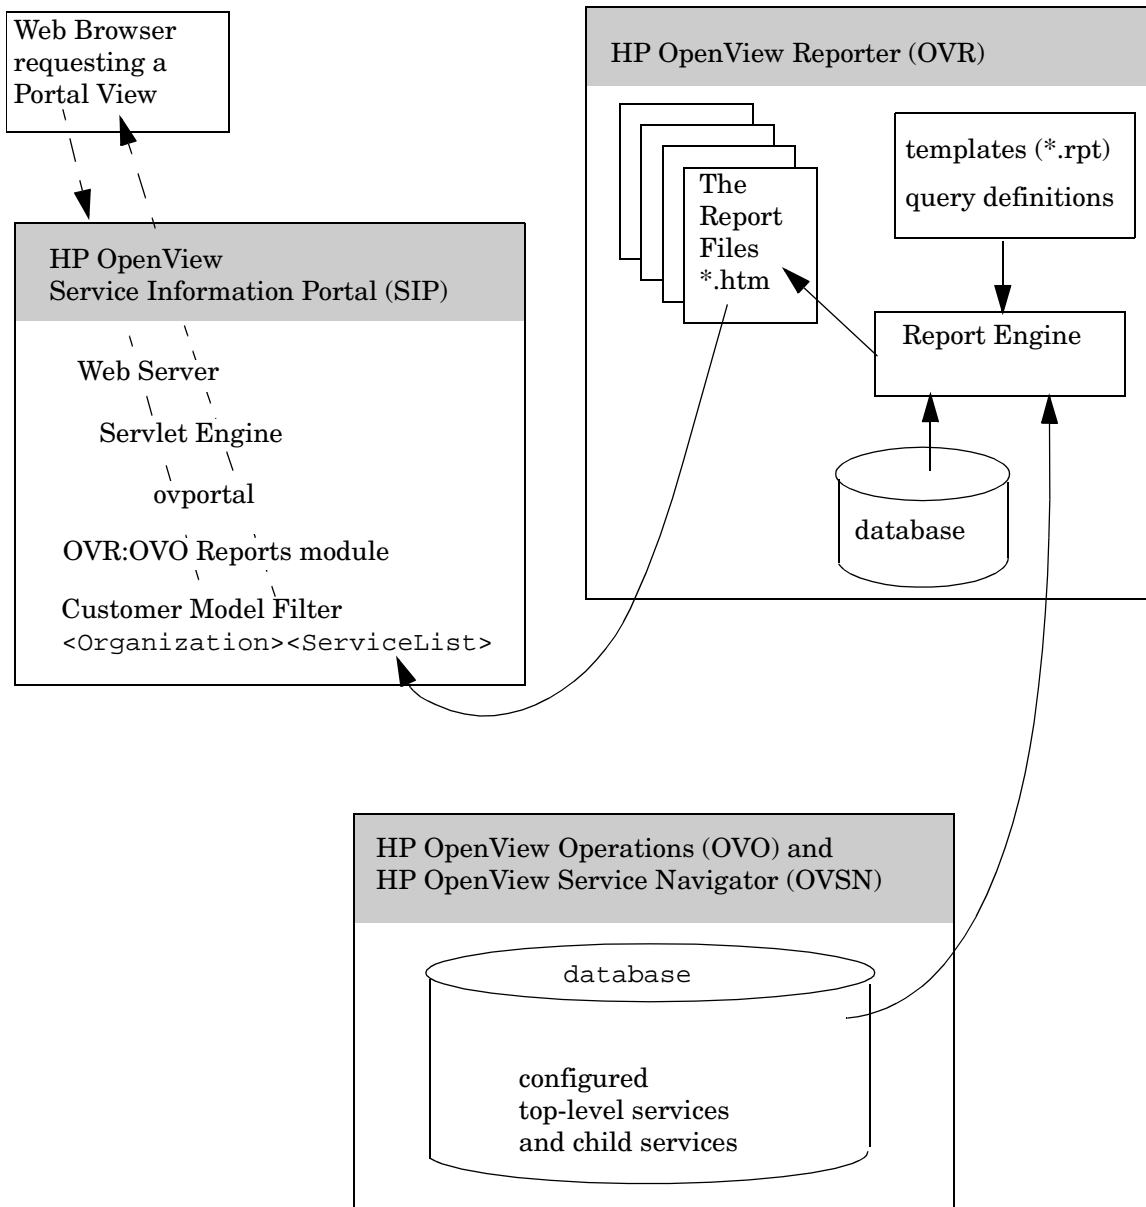 Web Browser
requesting a
Portal View
HP OpenView
Service Information Portal (SIP)
Web Server
Servlet Engine
ovportal
OVR:OVO Reports module
Customer Model Filter
<Organization><ServiceList>
HP OpenView Reporter (OVR)
The
Report
Files
*.htm
templates (*.rpt)
query definitions
Report Engine
database
HP OpenView Operations (OVO) and
HP OpenView Service Navigator (OVSN)
database
configured
top-level services
and child services